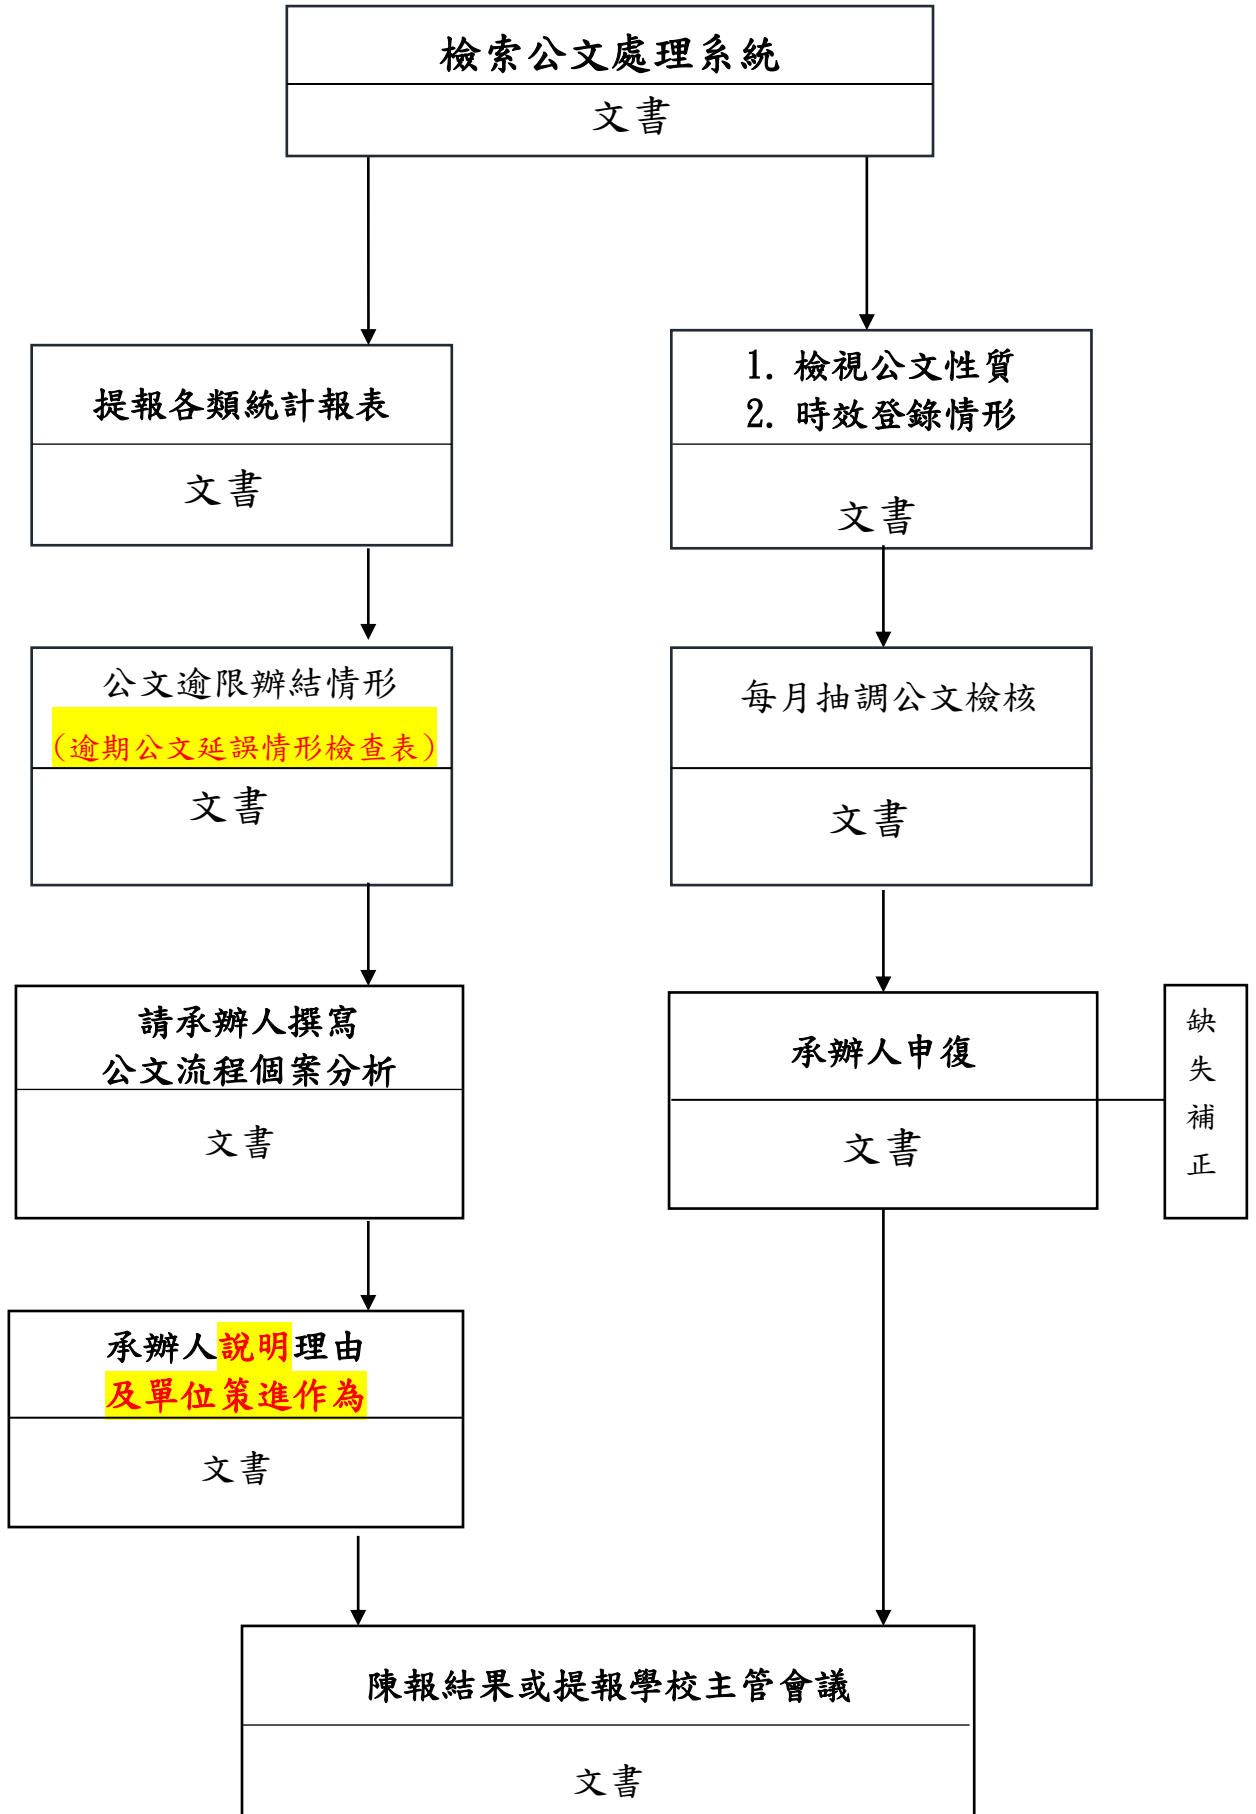 檢索公文處理系統
文書
提報各類統計報表
文書
1. 檢視公文性質
2. 時效登錄情形
文書
公文逾限辦結情形
(逾期公文延誤情形檢查表)
文書
每月抽調公文檢核
文書
請承辦人撰寫
公文流程個案分析
文書
承辦人申復
文書
缺
失
補
正
承辦人說明理由
及單位策進作為
文書
陳報結果或提報學校主管會議
文書